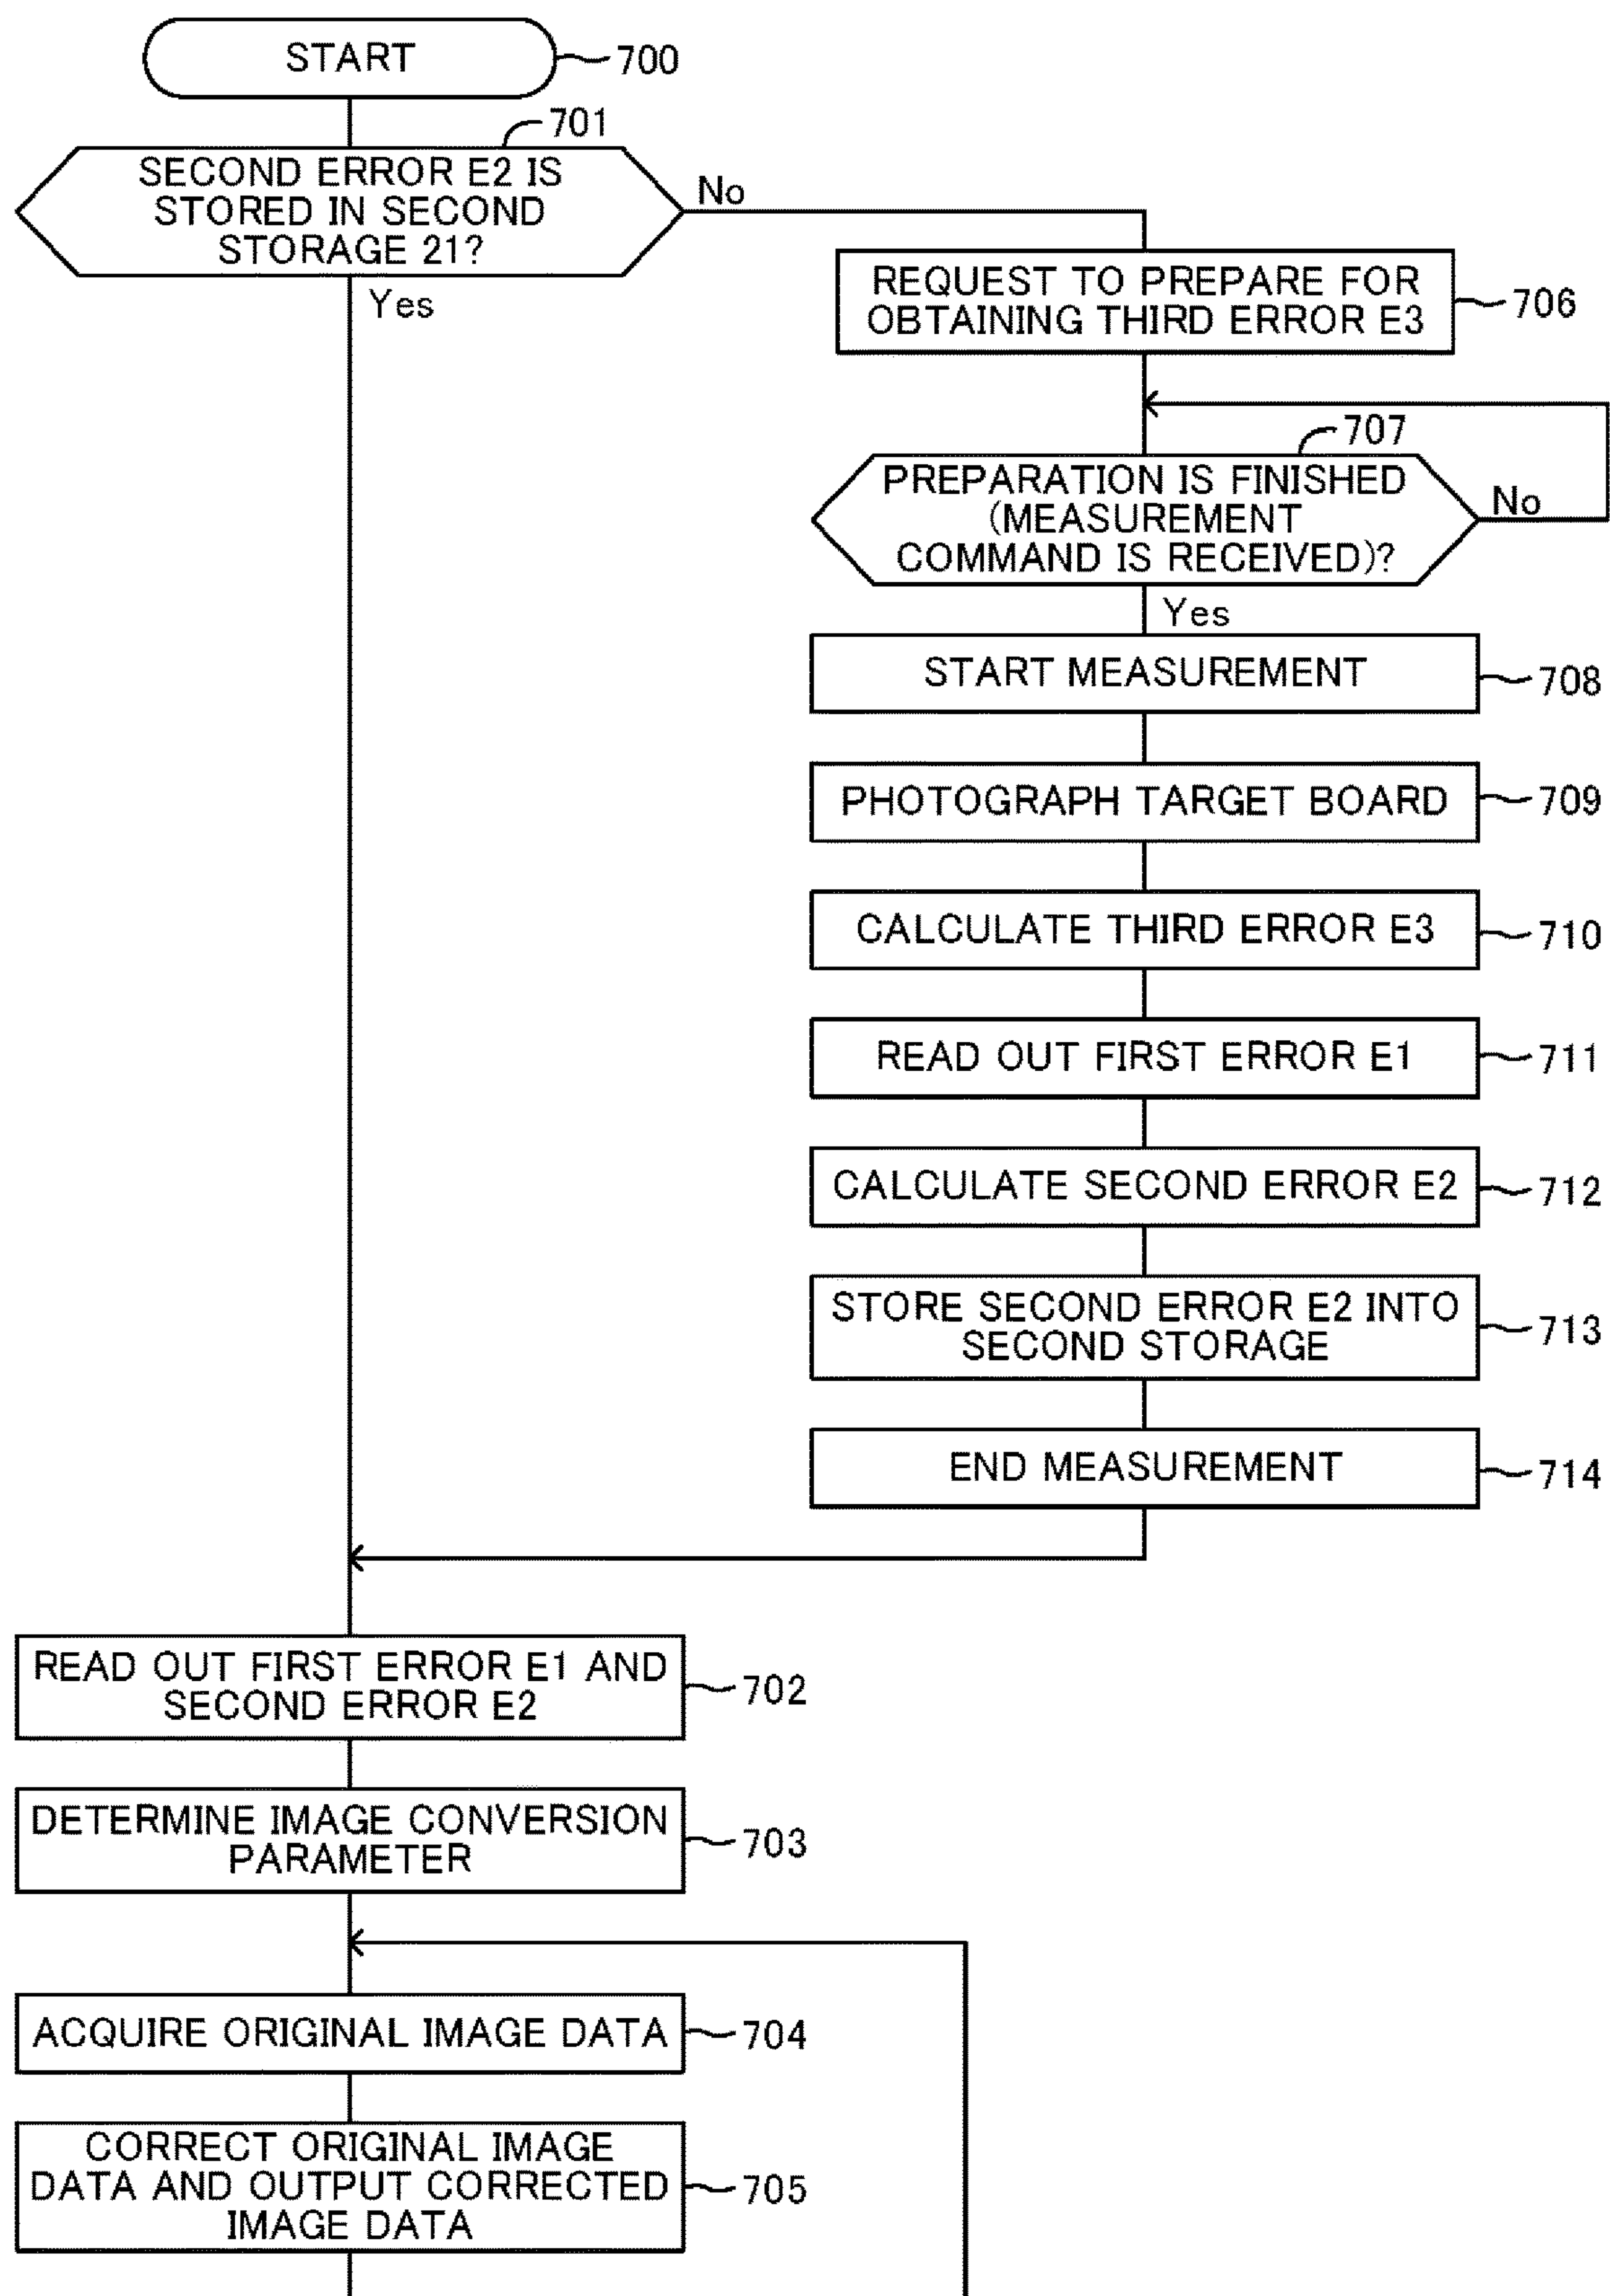 START
700
701
SECOND ERROR E2 IS
STORED IN SECOND
STORAGE 21?
No
Yes
REQUEST TO PREPARE FOR
OBTAINING THIRD ERROR E3
706
707
PREPARATION IS FINISHED
(MEASUREMENT
COMMAND IS RECEIVED)?
No
Yes
START MEASUREMENT
708
PHOTOGRAPH TARGET BOARD
709
CALCULATE THIRD ERROR E3
710
READ OUT FIRST ERROR E1
711
CALCULATE SECOND ERROR E2
712
STORE SECOND ERROR E2 INTO
SECOND STORAGE
713
END MEASUREMENT
714
READ OUT FIRST ERROR E1 AND
SECOND ERROR E2
702
DETERMINE IMAGE CONVERSION
PARAMETER
703
ACQUIRE ORIGINAL IMAGE DATA
704
CORRECT ORIGINAL IMAGE
DATA AND OUTPUT CORRECTED
IMAGE DATA
705